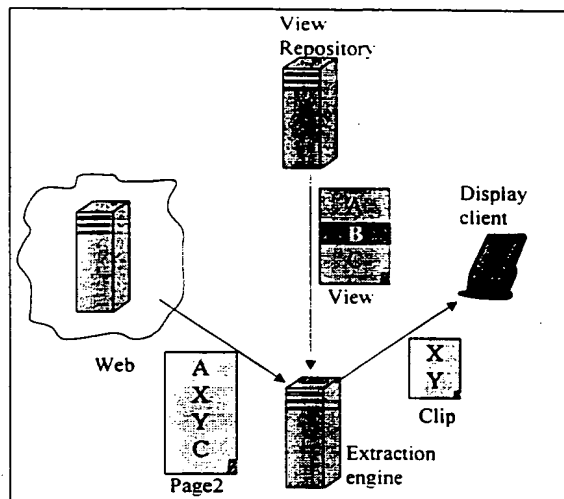 View
Repository
A
B
C
View
Display
client
Web
A
X
Y
C
Page2
X
Y
Clip
Extraction
engine